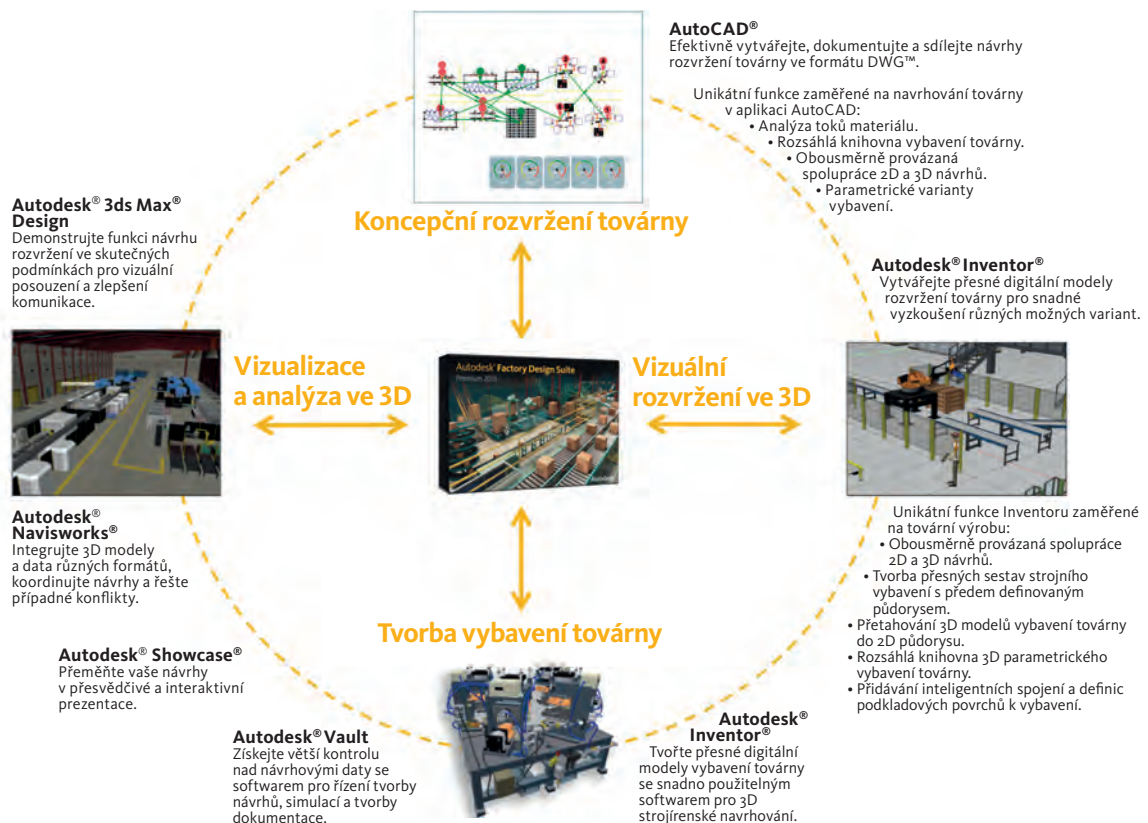 AutoCAD®
Efektivně vytvářejte, dokumentujte a sdílejte návrhy
rozvržení továrny ve formátu DWG™.
Unikátní funkce zaměřené na navrhování továrny
v aplikaci AutoCAD:
• Analýza toků materiálu.
• Rozsáhlá knihovna vybavení továrny.
• Obousměrně provázaná
spolupráce 2D a 3D návrhů.
• Parametrické varianty
vybavení.
Koncepční rozvržení továrny
Autodesk® 3ds Max®
Design
Demonstrujte funkci návrhu
rozvržení ve skutečných
podmínkách pro vizuální
posouzení a zlepšení
komunikace.
Autodesk® Inventor®
Vytvářejte přesné digitální modely
rozvržení továrny pro snadné
vyzkoušení různých možných variant.
Vizualizace
a analýza ve 3D
Autodesk® Factory Design Suite
Premium 2015
Vizuální
rozvržení ve 3D
Autodesk®
Navisworks®
Integrujte 3D modely
a data různých formátů,
koordinujte návrhy a řešte
případné konflikty.
Unikátní funkce Inventoru zaměřené
na tovární výrobu:
• Obousměrně provázaná spolupráce
2D a 3D návrhů.
• Tvorba přesných sestav strojního
vybavení s předem definovaným
půdorysem.
• Přetahování 3D modelů vybavení továrny
do 2D půdorysu.
• Rozsáhlá knihovna 3D parametrického
vybavení továrny.
• Přidávání inteligentních spojení a definic
podkladových povrchů k vybavení.
Tvorba vybavení továrny
Autodesk® Showcase®
Přeměňte vaše návrhy
v přesvědčivé a interaktivní
prezentace.
Autodesk® Vault
Získejte větší kontrolu
nad návrhovými daty se
softwarem pro řízení tvorby
návrhů, simulací a tvorby
dokumentace.
Autodesk®
Inventor®
Tvořte přesné digitální
modely vybavení továrny
se snadno použitelným
softwarem pro 3D
strojírenské navrhování.